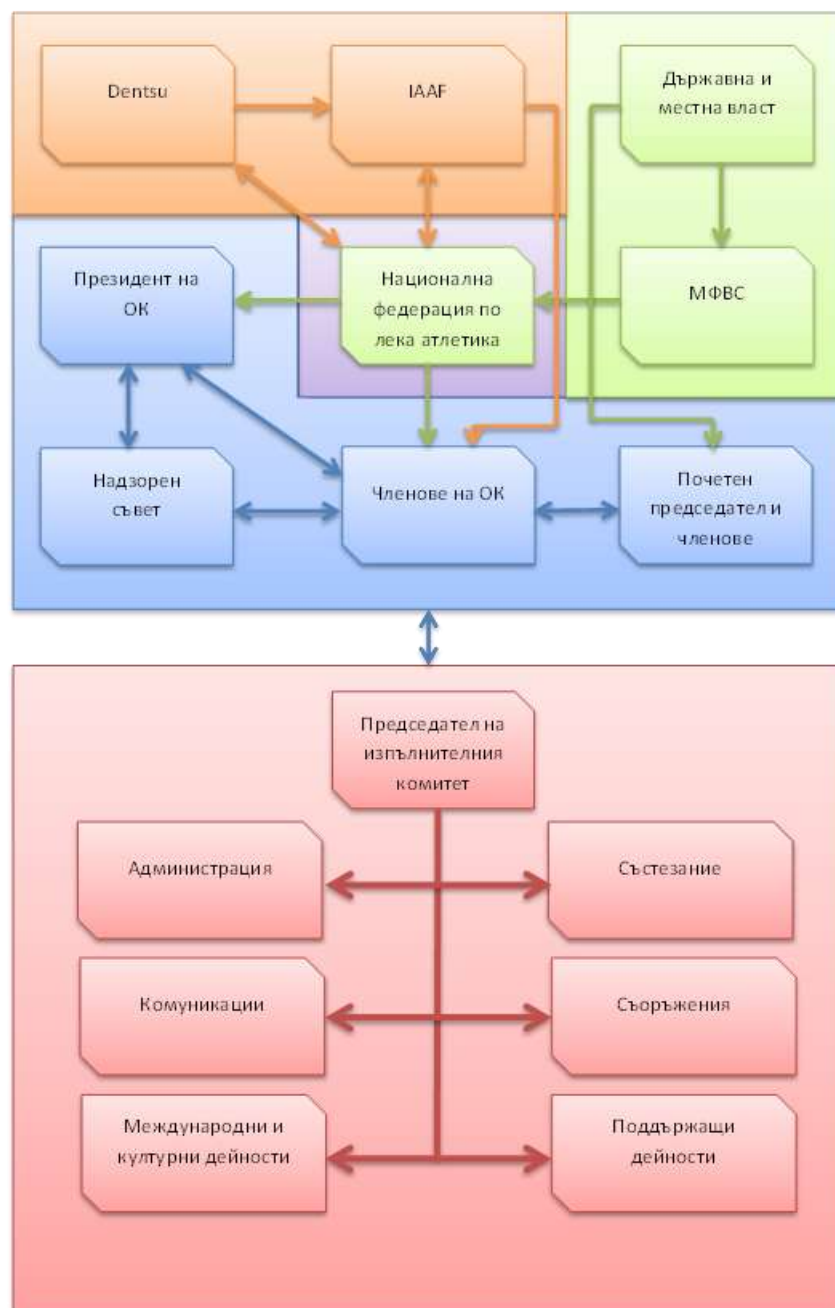 Dentsu
IAAF
Държавна и
местна власт
Президент на
ОК
Национална
федерация по
лека атлетика
МФВС
Надзорен
съвет
Членове на ОК
Почетен
председател и
членове
Председател на
изпълнителния
комитет
Администрация
Състезание
Комуникации
Съоръжения
Международни и
културни дейности
Поддържащи
дейности